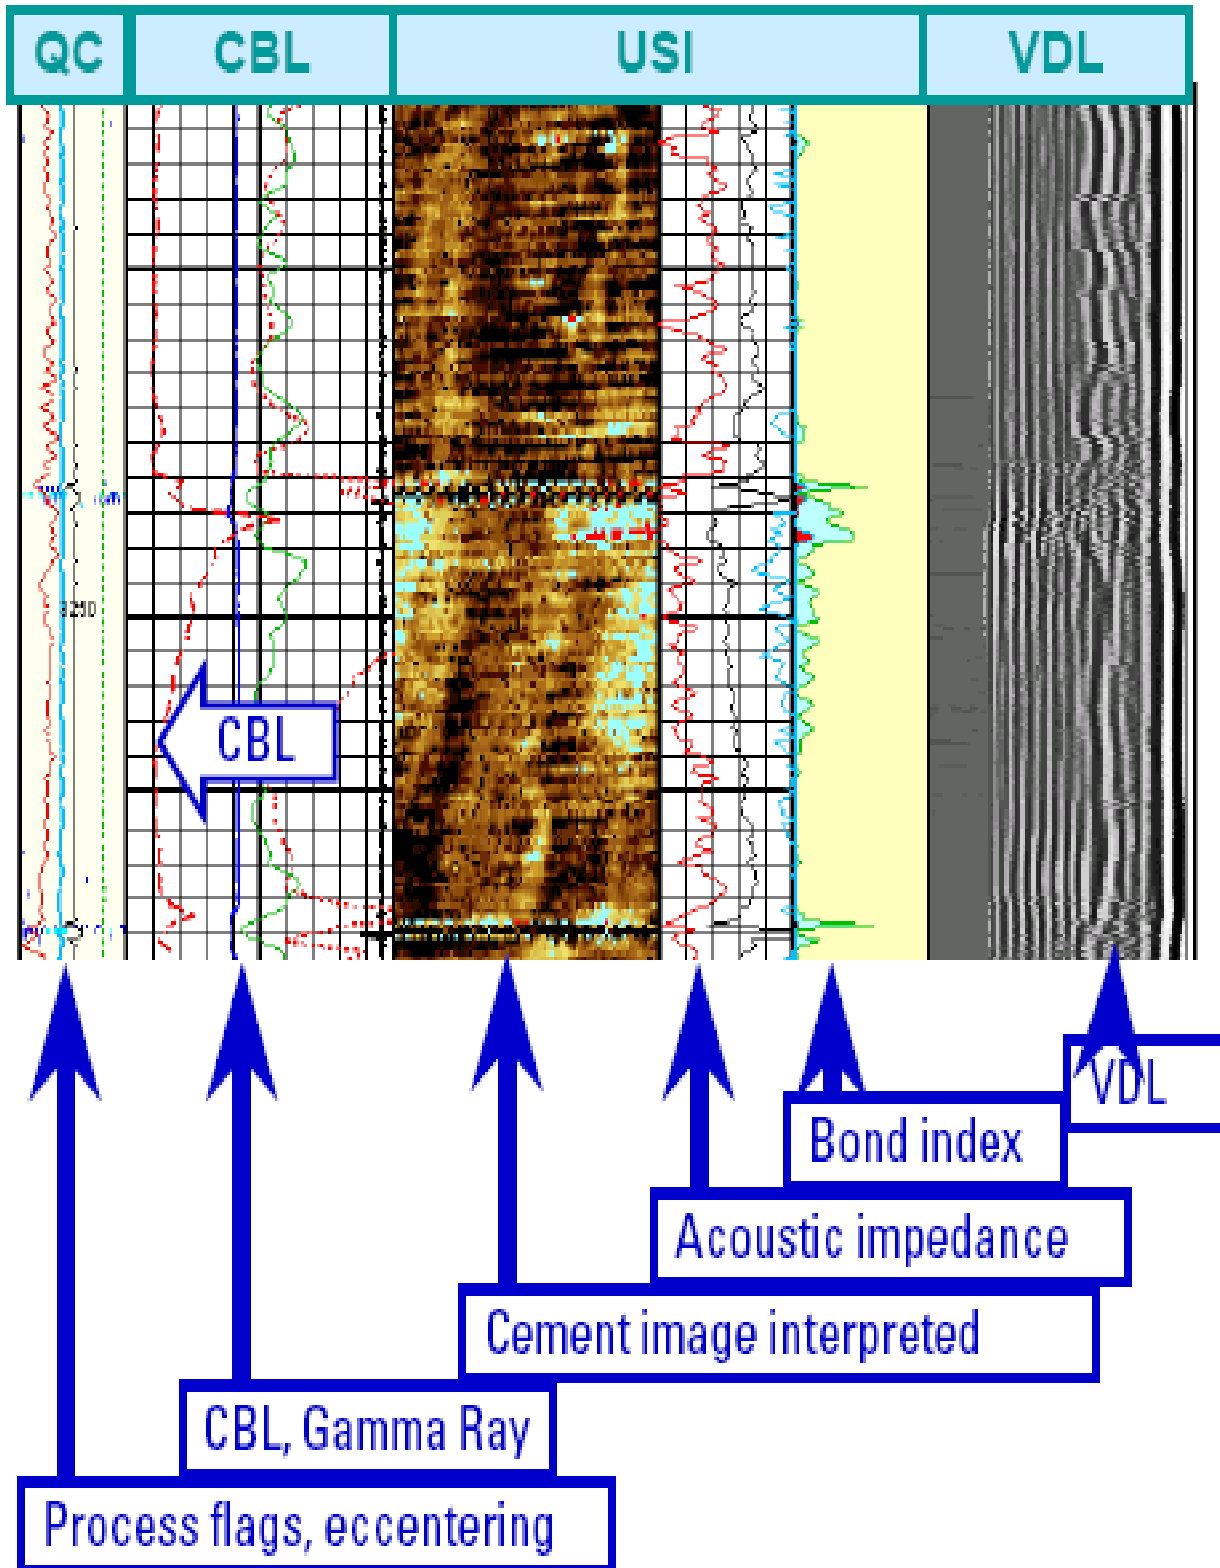 QC CBL USI VDL
CBL
VDL
Bond index
Acoustic impedance
Cement image interpreted
CBL, Gamma Ray
Process flags, eccentering